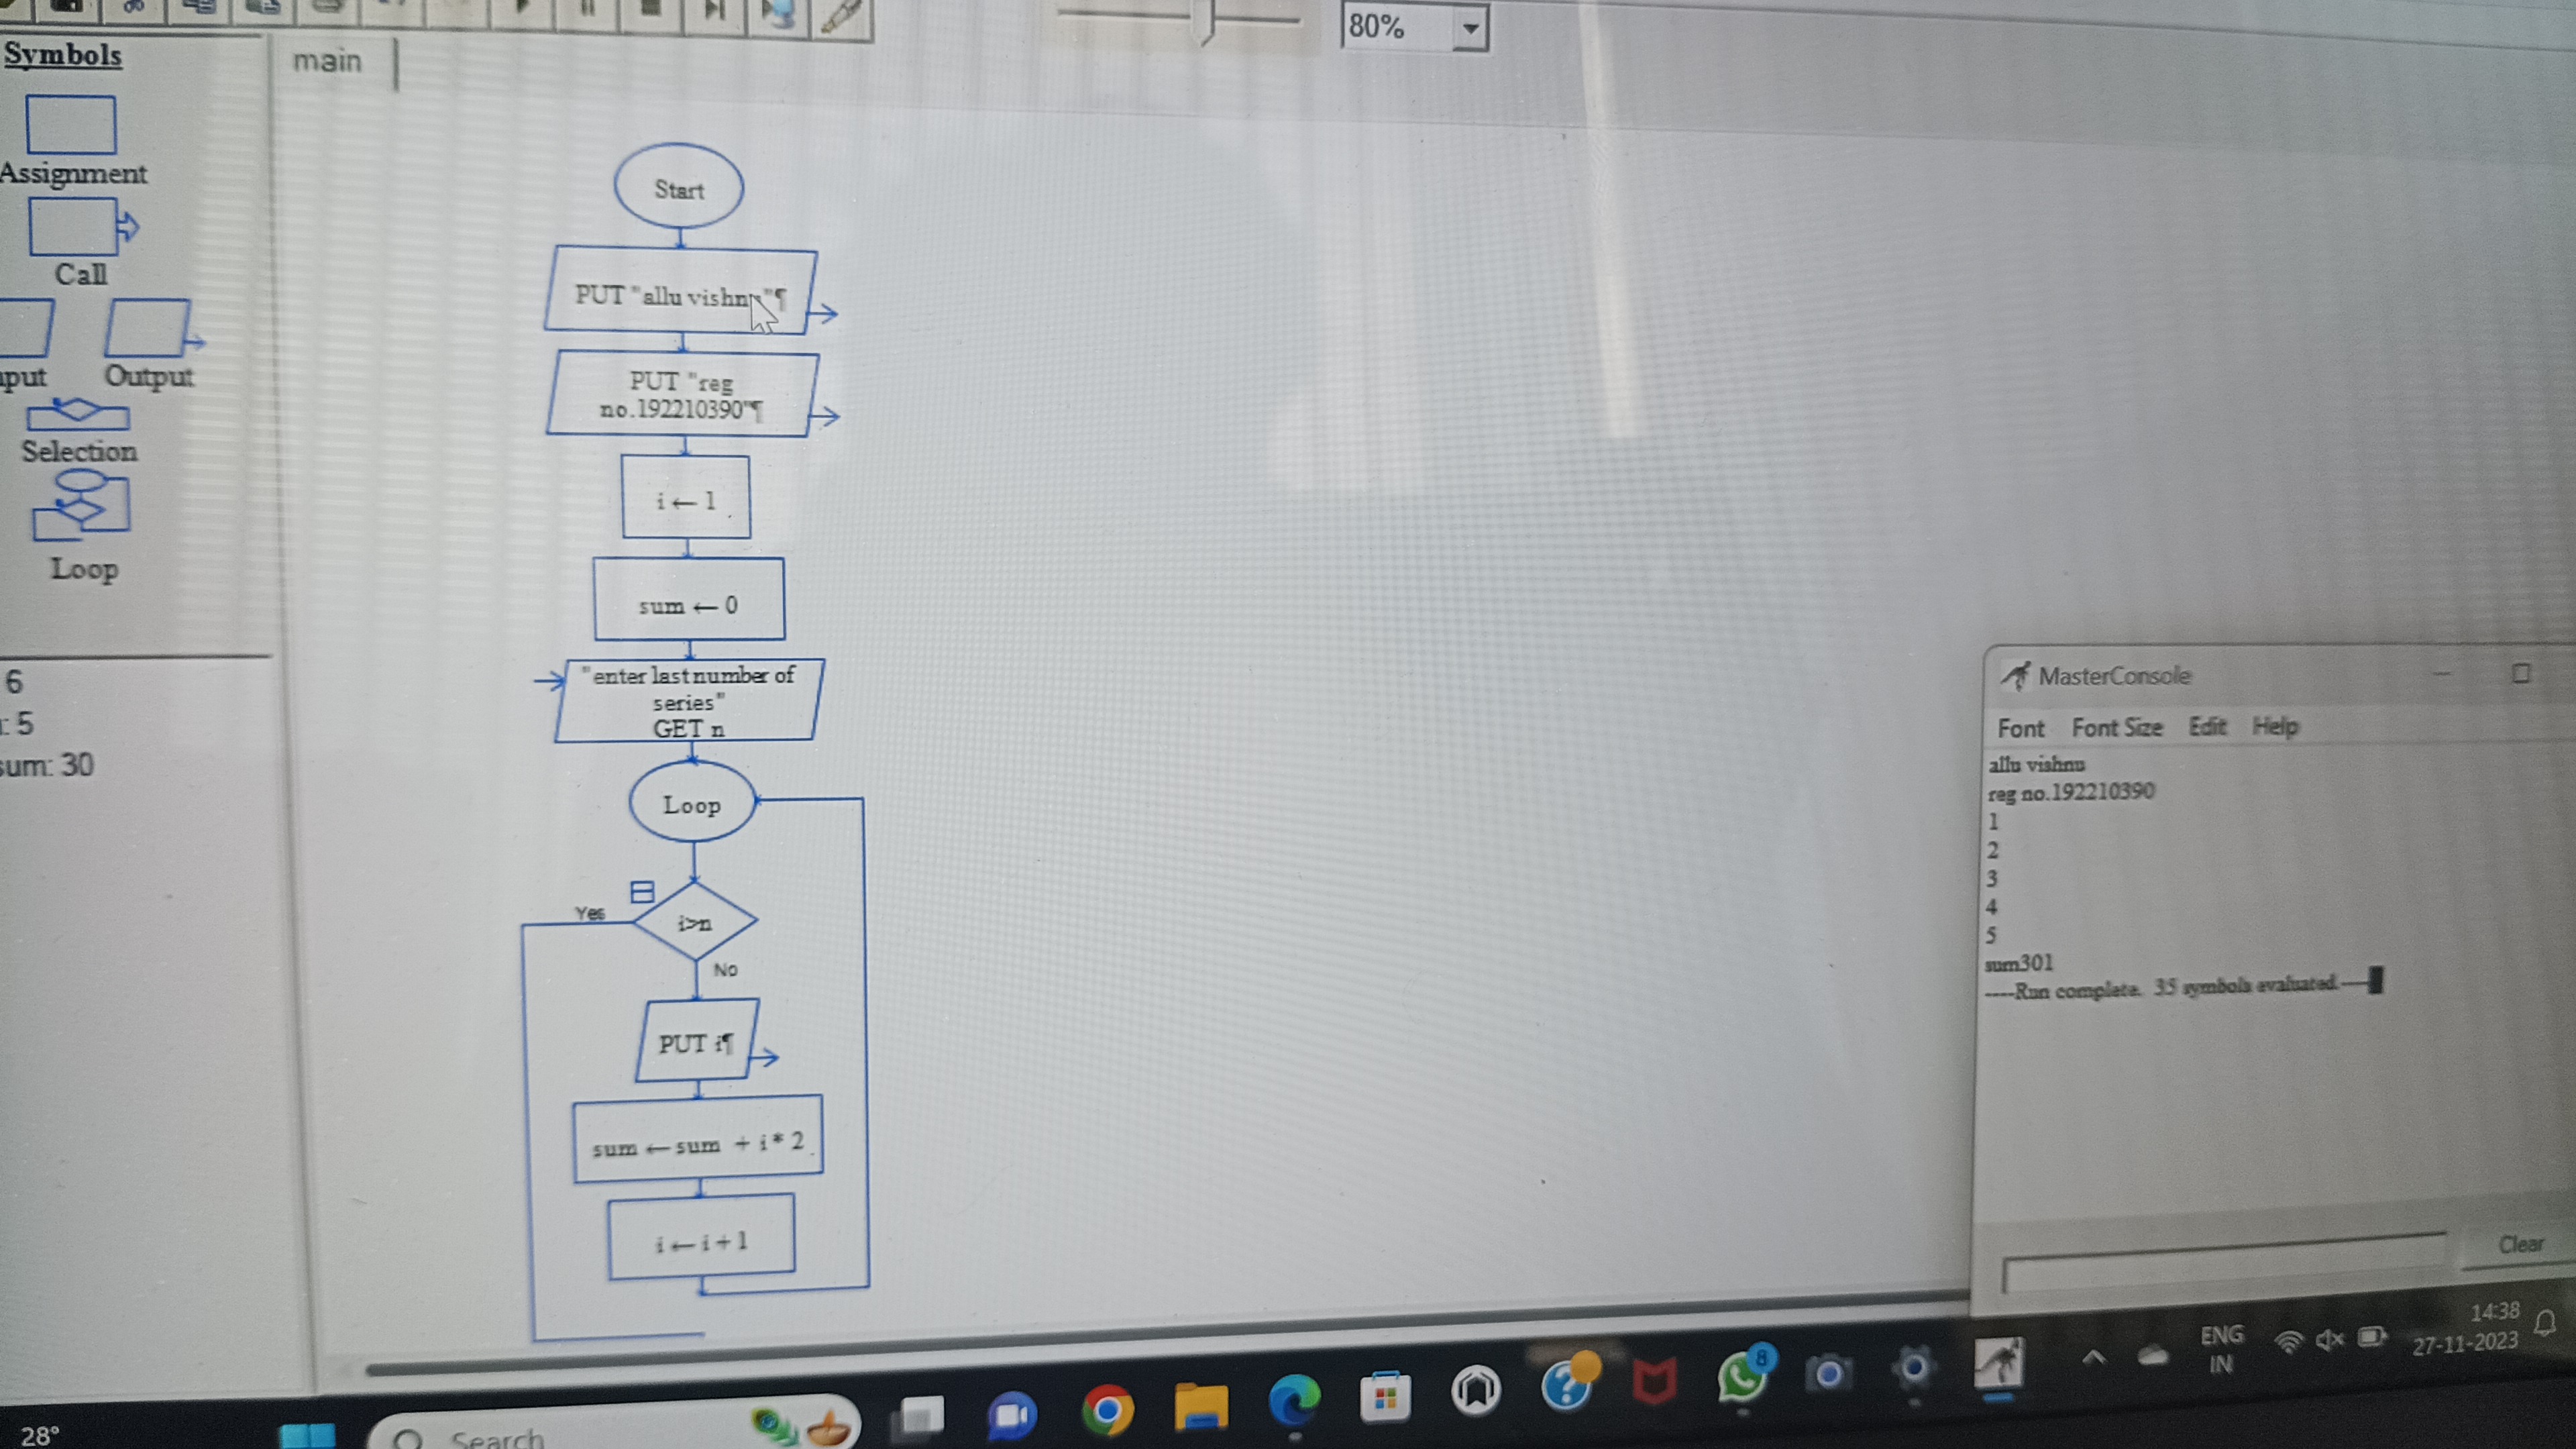 80%
Symbols
main
Assignment
Call
Output
Selection
Loop
6
: 5
sum: 30
Start
PUT "allu vishnu"¶
PUT "reg
no.192210390"¶
i ← 1
sum ← 0
"enter last number of
series"
GET n
Loop
Yes
i>n
No
PUT i¶
sum ← sum + i * 2
i ← i + 1
MasterConsole
Font Font Size Edit Help
allu vishnu
reg no.192210390
1
2
3
4
5
sum301
----Run complete. 35 symbols evaluated.----
Clear
28°
Search
8
ENG
IN
14:38
27-11-2023